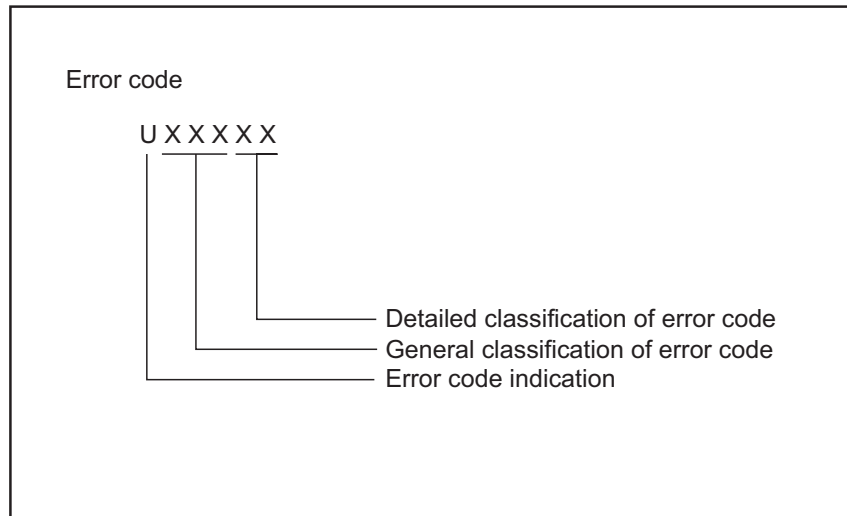 Error code
U X X X X X
Detailed classification of error code
General classification of error code
Error code indication